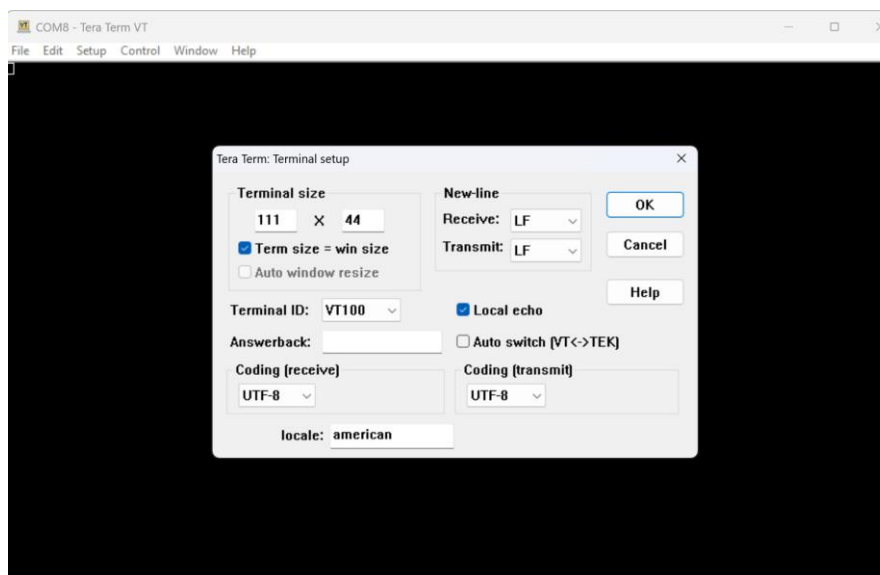 COM8 - Tera Term VT
File Edit Setup Control Window Help
Tera Term: Terminal setup
Terminal size
111 X 44
Term size = win size
Auto window resize
New-line
Receive: LF
Transmit: LF
OK
Cancel
Help
Terminal ID: VT100
Local echo
Answerback:
Auto switch (VT<->TEK)
Coding (receive)
UTF-8
Coding (transmit)
UTF-8
locale: american